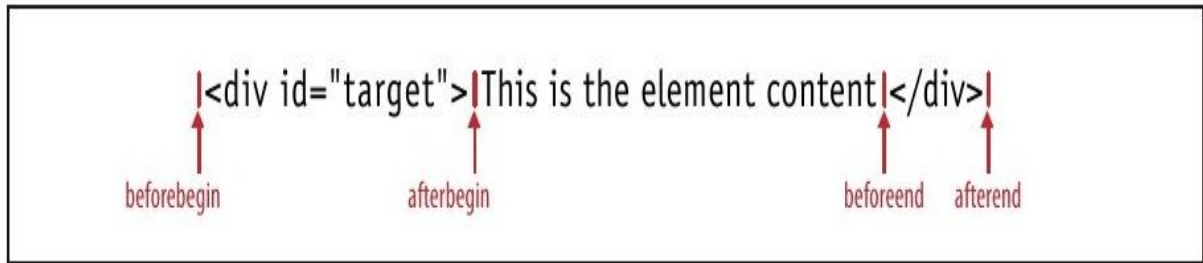 <div id="target">This is the element content</div>
beforebegin afterbegin beforeend afterend